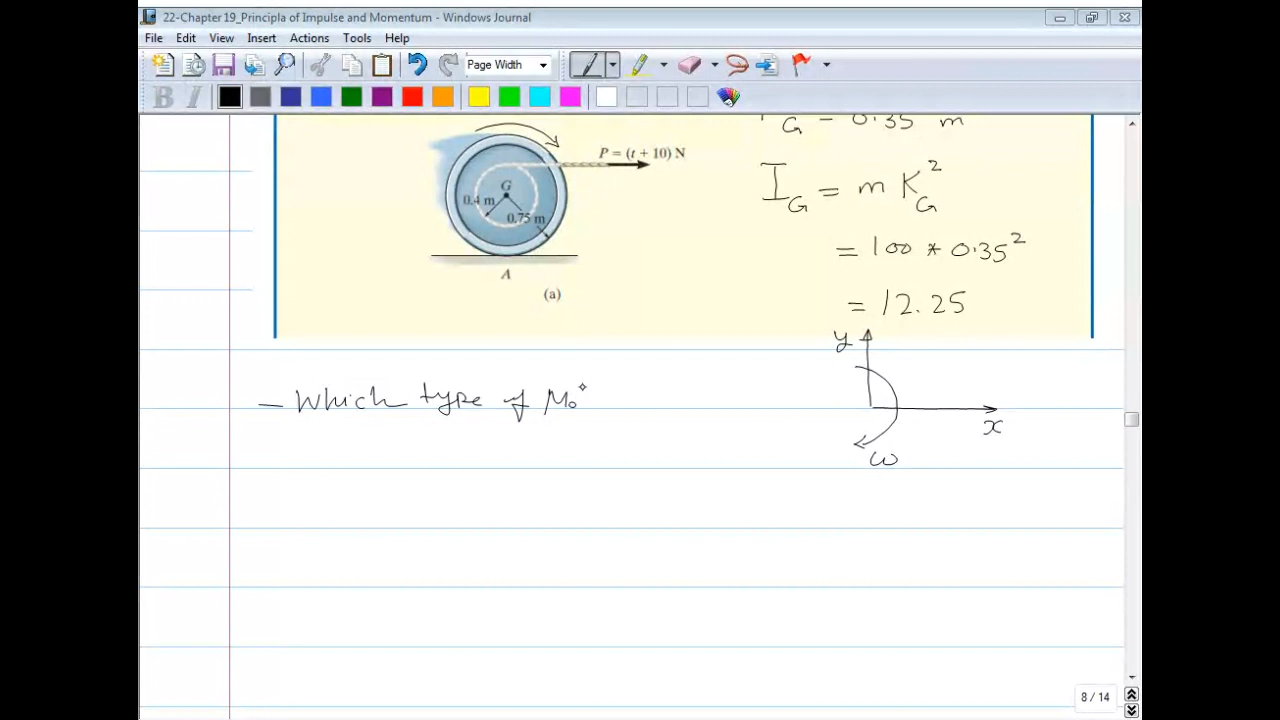 22-Chapter 19_Principla of Impulse and Momentum - Windows Journal
File Edit View Insert Actions Tools Help
Page Width
B I
P = (t + 10) N
G
0.4 m
0.75 m
A
(a)
G = 0.35 m
I_G = m K_G^2
= 100 * 0.35^2
= 12.25
y
x
ω
- Which type of Mo
8 / 14